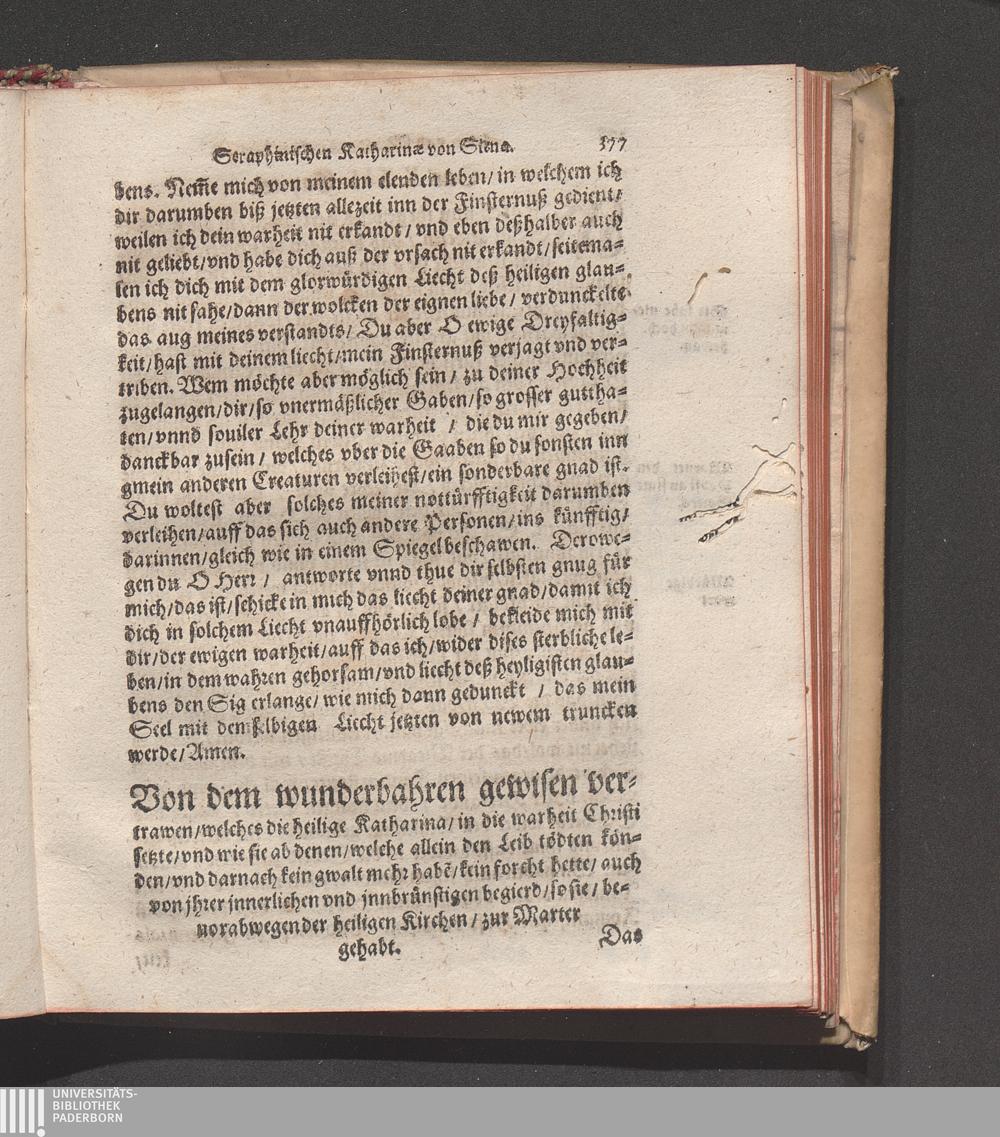 Seraphinischen Katharinæ von Siena. 377
bens. Nem̃e mich von meinem elenden leben/ in welchem ich
dir darumben biß jetzten allezeit inn der Finsternuß gedient/
weilen ich dein warheit nit erkandt / vnd eben deßhalber auch
nit geliebt/vnd habe dich auß der vrsach nit erkandt/seitema-
len ich dich mit dem glorwürdigen Liecht deß heiligen glau-
bens nit sahe/dann der wolcken der eignen liebe/ verdunckelte
das aug meines verstandts/ Du aber O ewige Dreyfaltig-
keit/hast mit deinem liecht/mein Finsternuß verjagt vnd ver-
triben. Wem möchte aber möglich sein / zu deiner Hochheit
zugelangen/dir/so vnermäßlicher Gaben/so grosser guttha-
ten/vnnd souiler Lehr deiner warheit / die du mir gegeben/
danckbar zusein / welches vber die Gaaben so du sonsten inn
gmein anderen Creaturen verleihest/ein sonderbare gnad ist.
Du woltest aber solches meiner nottürfftigkeit darumben
verleihen/auff das sich auch andere Personen/ins künfftig/
darinnen/gleich wie in einem Spiegel beschawen. Derowe-
gen du O Herr / antworte vnnd thue dir selbsten gnug für
mich/das ist/schicke in mich das liecht deiner gnad/damit ich
dich in solchem Liecht vnauffhörlich lobe / bekleide mich mit
dir/der ewigen warheit/auff das ich/wider dises sterbliche le-
ben/in dem wahren gehorsam/vnd liecht deß heyligisten glau-
bens den Sig erlange/ wie mich dann gedunckt / das mein
Seel mit demselbigen Liecht jetzten von newem truncken
werde/Amen.
Von dem wunderbahren gewisen ver-
trawen/welches die heilige Katharina/in die warheit Christi
setzte/vnd wie sie ab denen/welche allein den Leib tödten kön-
den/vnd darnach kein gwalt mehr habẽ/kein forcht hette/ auch
von jhrer innerlichen vnd innbrünstigen begierd/so sie/ be-
uorab wegen der heiligen Kirchen / zur Marter
gehabt.
Das
UNIVERSITÄTS-
BIBLIOTHEK
PADERBORN